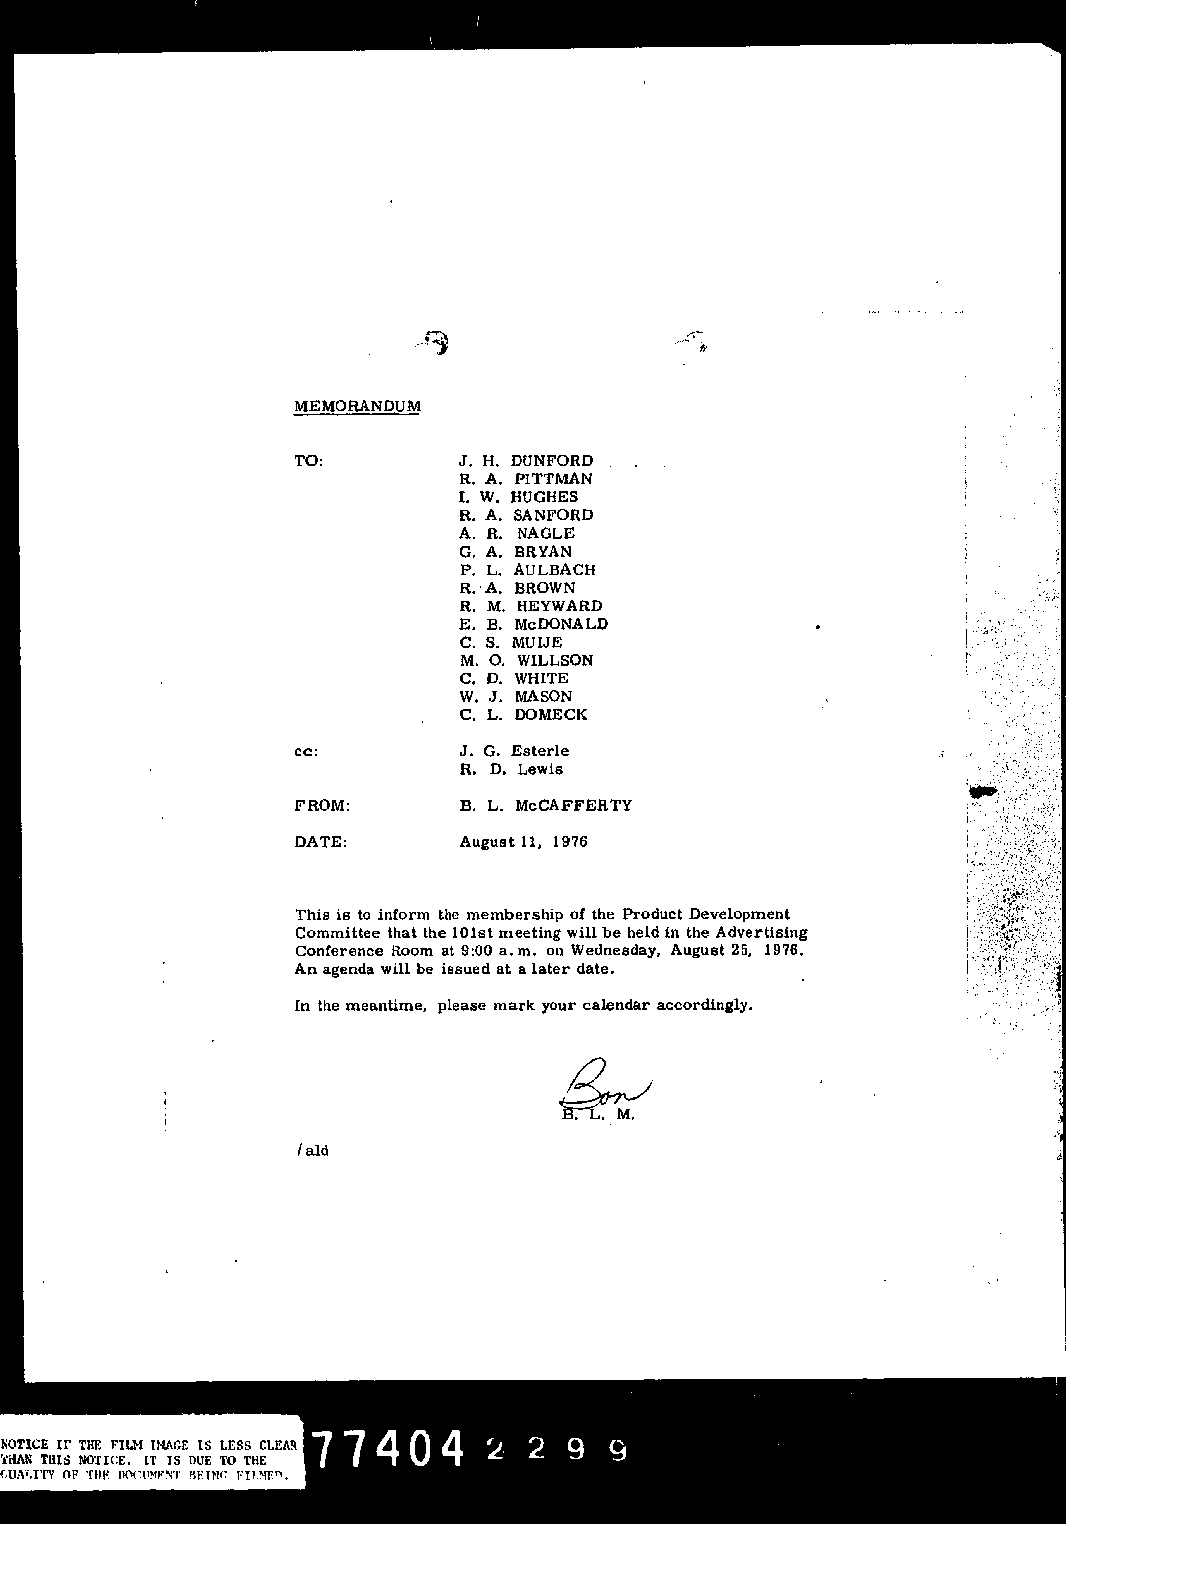 MEMORANDUM
TO: J. H. DUNFORD
R. A. PITTMAN
I. W. HUGHES
R. A. SANFORD
A. R. NAGLE
G. A. BRYAN
P. L. AULBACH
R. A. BROWN
R. M. HEYWARD
E. B. McDONALD
C. S. MUIJE
M. O. WILLSON
C. D. WHITE
W. J. MASON
C. L. DOMECK
cc: J. G. Esterle
R. D. Lewis
FROM: B. L. McCAFFERTY
DATE: August 11, 1976
This is to inform the membership of the Product Development
Committee that the 101st meeting will be held in the Advertising
Conference Room at 9:00 a.m. on Wednesday, August 25, 1976.
An agenda will be issued at a later date.
In the meantime, please mark your calendar accordingly.
Bon
B. L. M.
/ald
NOTICE IF THE FILM IMAGE IS LESS CLEAR
THAN THIS NOTICE. IT IS DUE TO THE
QUALITY OF THE DOCUMENT BEING FILMED.
77404 2299